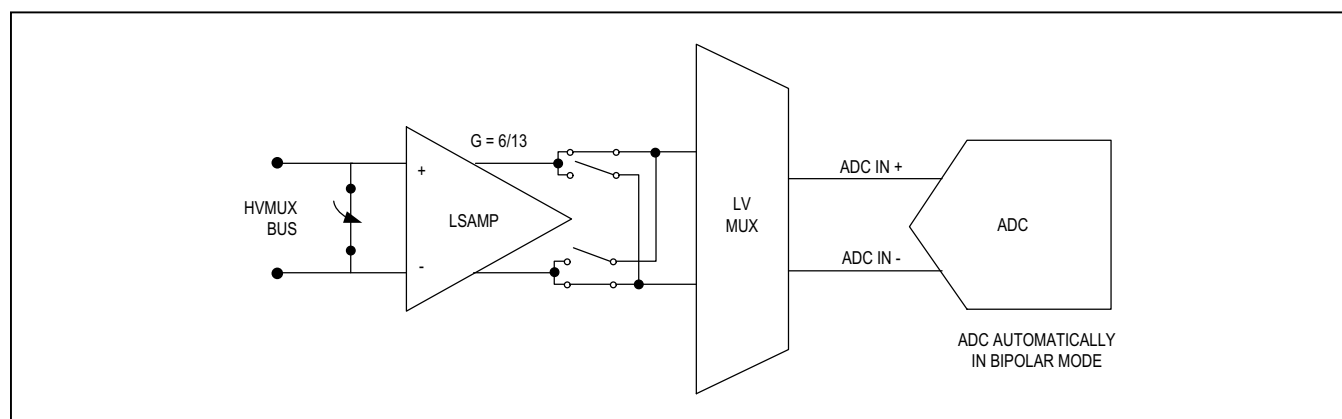 G = 6/13
+
HVMUX
BUS
LSAMP
-
LV
MUX
ADC IN +
ADC IN -
ADC
ADC AUTOMATICALLY
IN BIPOLAR MODE